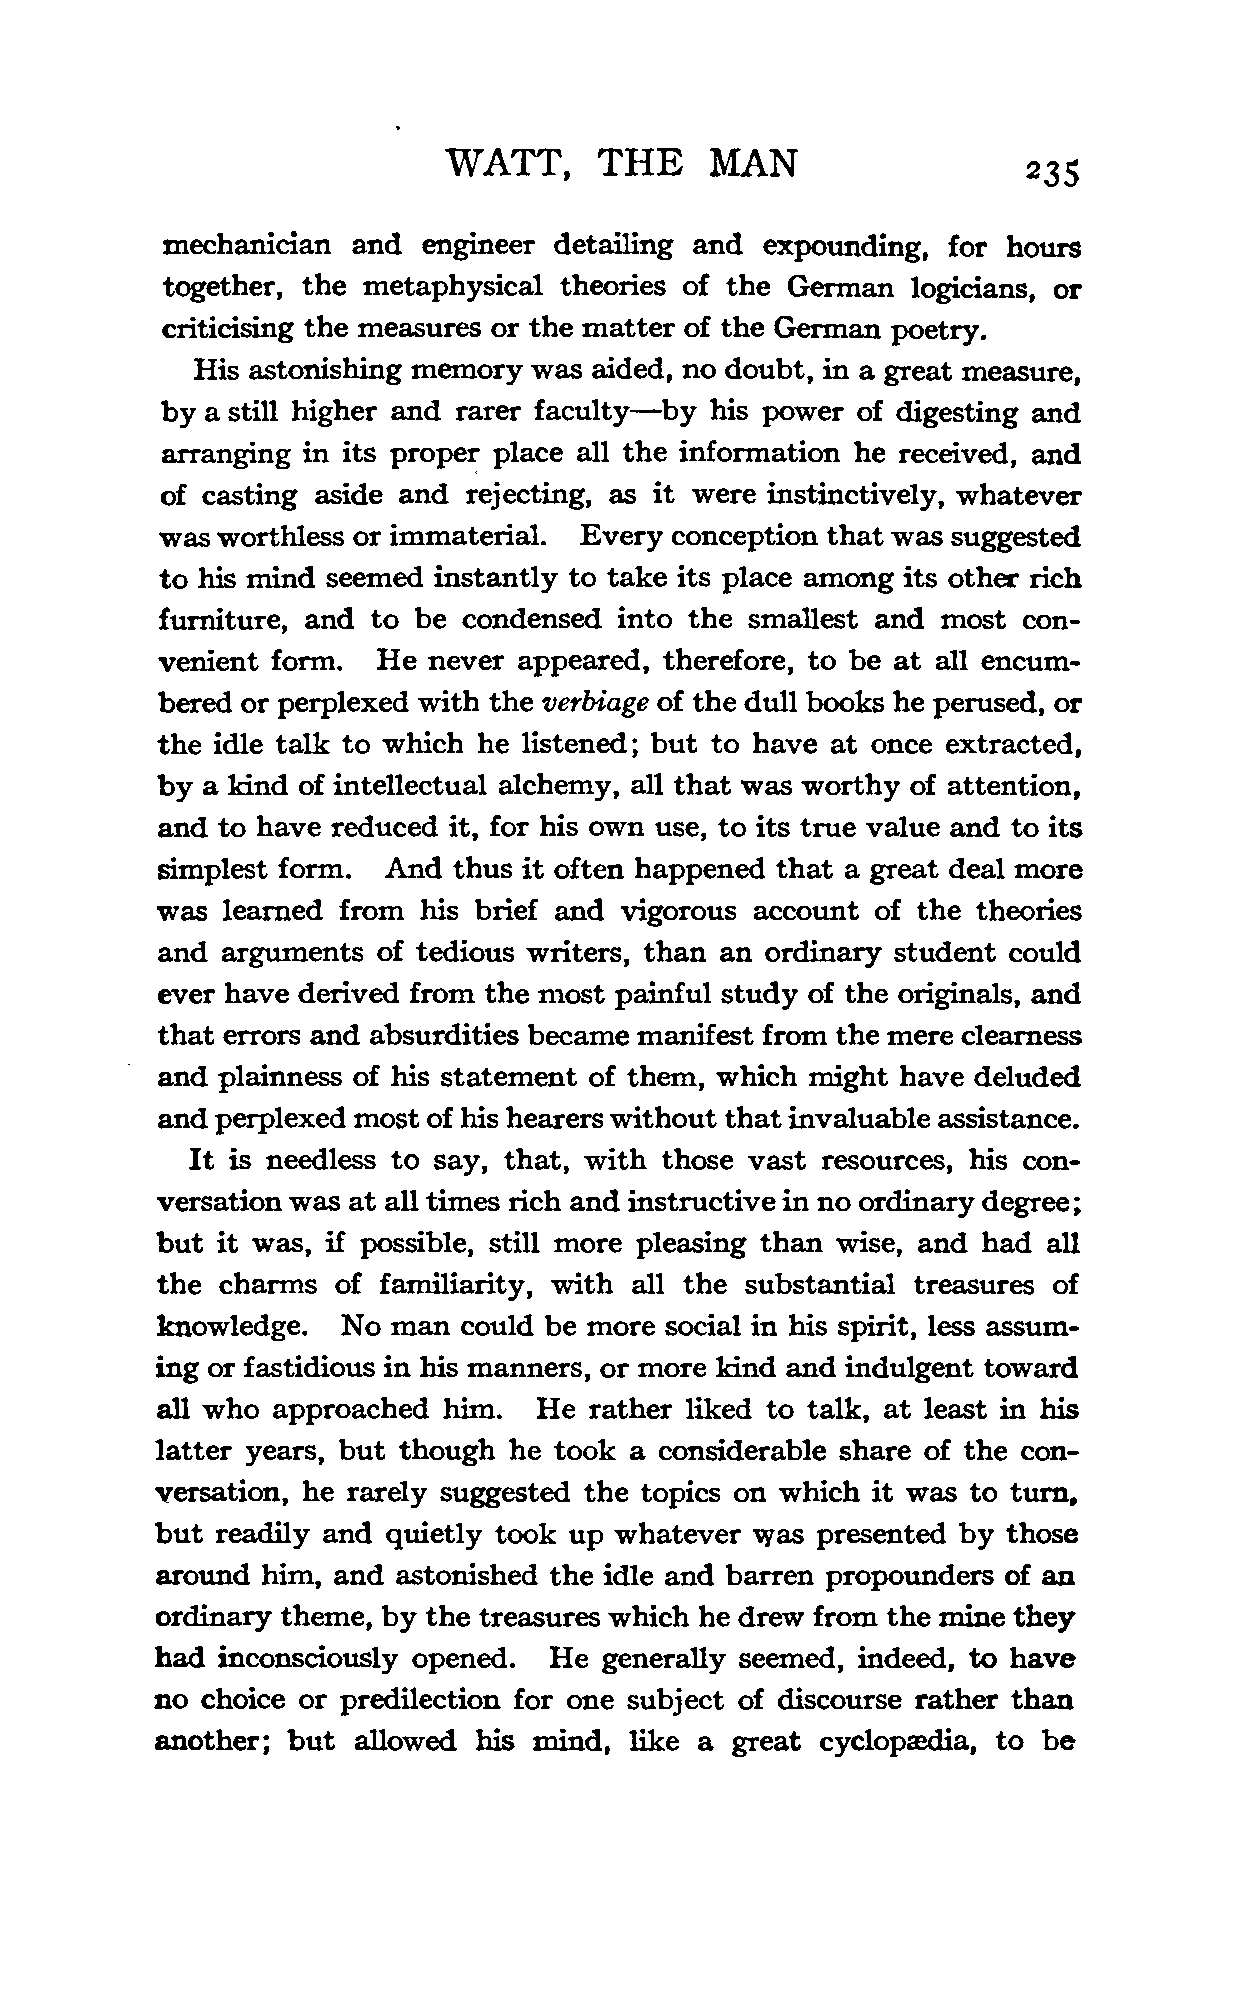 WATT, THE MAN 235
mechanician and engineer detailing and expounding, for hours
together, the metaphysical theories of the German logicians, or
criticising the measures or the matter of the German poetry.
His astonishing memory was aided, no doubt, in a great measure,
by a still higher and rarer faculty—by his power of digesting and
arranging in its proper place all the information he received, and
of casting aside and rejecting, as it were instinctively, whatever
was worthless or immaterial. Every conception that was suggested
to his mind seemed instantly to take its place among its other rich
furniture, and to be condensed into the smallest and most con-
venient form. He never appeared, therefore, to be at all encum-
bered or perplexed with the verbiage of the dull books he perused, or
the idle talk to which he listened; but to have at once extracted,
by a kind of intellectual alchemy, all that was worthy of attention,
and to have reduced it, for his own use, to its true value and to its
simplest form. And thus it often happened that a great deal more
was learned from his brief and vigorous account of the theories
and arguments of tedious writers, than an ordinary student could
ever have derived from the most painful study of the originals, and
that errors and absurdities became manifest from the mere clearness
and plainness of his statement of them, which might have deluded
and perplexed most of his hearers without that invaluable assistance.
It is needless to say, that, with those vast resources, his con-
versation was at all times rich and instructive in no ordinary degree;
but it was, if possible, still more pleasing than wise, and had all
the charms of familiarity, with all the substantial treasures of
knowledge. No man could be more social in his spirit, less assum-
ing or fastidious in his manners, or more kind and indulgent toward
all who approached him. He rather liked to talk, at least in his
latter years, but though he took a considerable share of the con-
versation, he rarely suggested the topics on which it was to turn,
but readily and quietly took up whatever was presented by those
around him, and astonished the idle and barren propounders of an
ordinary theme, by the treasures which he drew from the mine they
had inconsciously opened. He generally seemed, indeed, to have
no choice or predilection for one subject of discourse rather than
another; but allowed his mind, like a great cyclopædia, to be